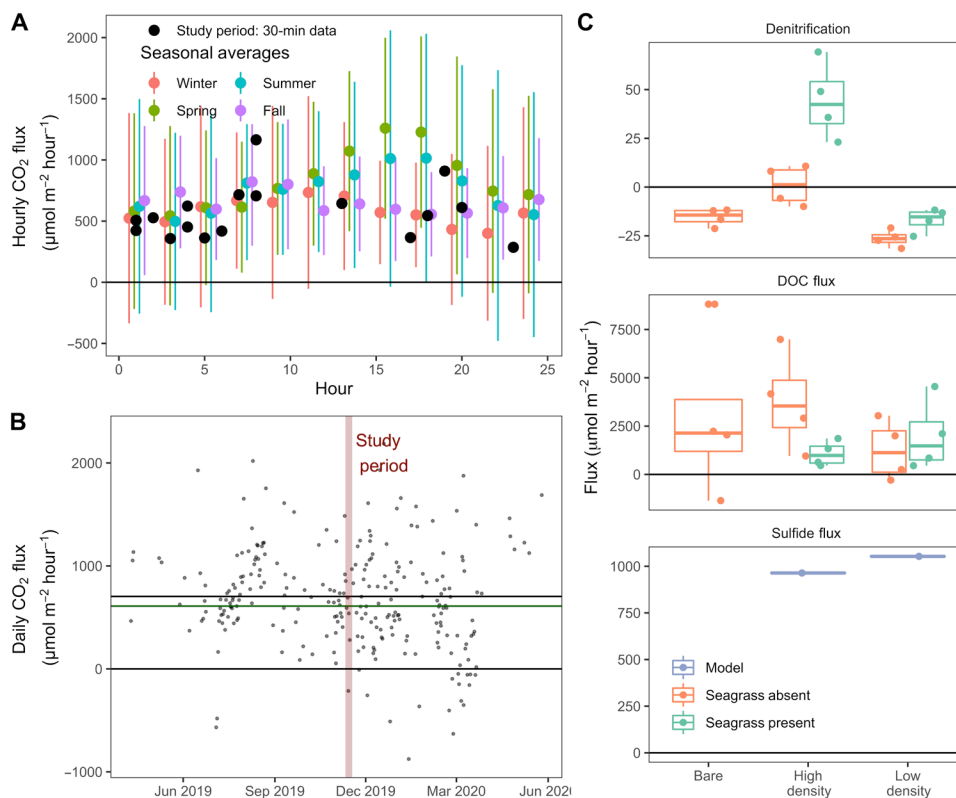 A
Study period: 30-min data
Seasonal averages
Winter
Summer
Spring
Fall
Hourly CO₂ flux
(μmol m⁻² hour⁻¹)
2000
1500
1000
500
0
−500
0
5
10
15
20
25
Hour
B
Study
period
Daily CO₂ flux
(μmol m⁻² hour⁻¹)
2000
1000
0
−1000
Jun 2019
Sep 2019
Dec 2019
Mar 2020
Jun 202
C
Denitrification
50
25
0
−25
DOC flux
7500
5000
2500
0
Flux (μmol m⁻² hour⁻¹)
Sulfide flux
1000
750
500
250
0
Model
Seagrass absent
Seagrass present
Bare
High
density
Low
density